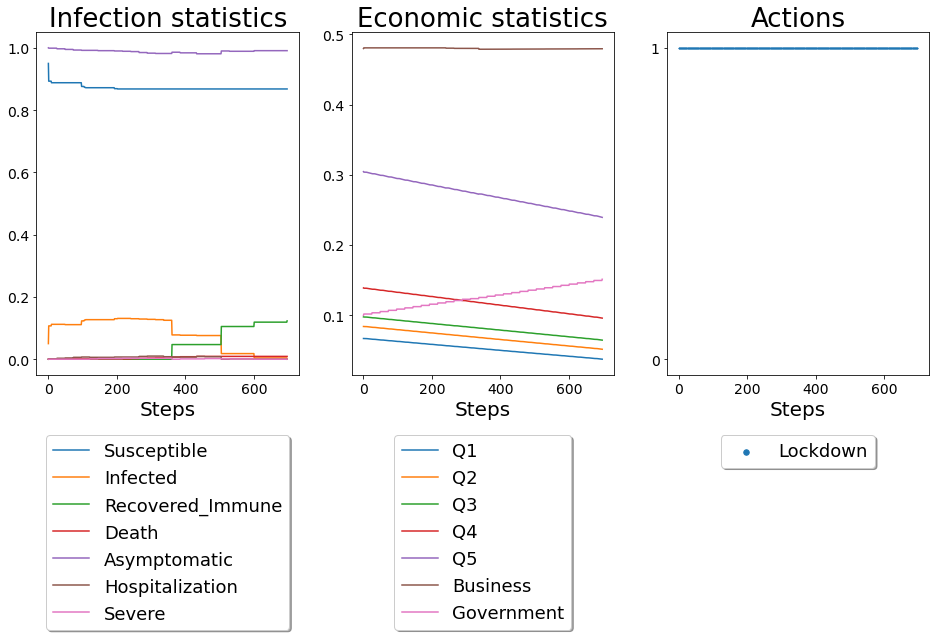 Infection statistics
1.0
0.8
0.6
0.4
0.2
0.0
0 200 400 600
Steps
Susceptible
Infected
Recovered_Immune
Death
Asymptomatic
Hospitalization
Severe
Economic statistics
0.5
0.4
0.3
0.2
0.1
0 200 400 600
Steps
Q1
Q2
Q3
Q4
Q5
Business
Government
Actions
1
0
0 200 400 600
Steps
Lockdown